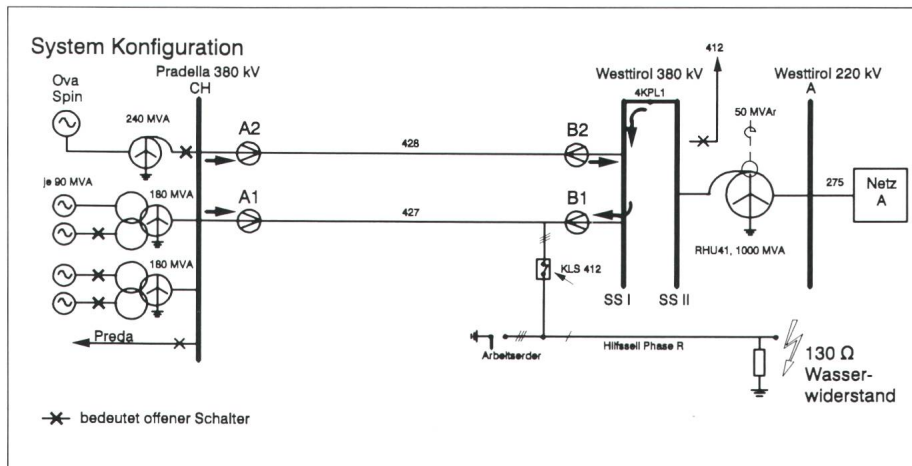 System Konfiguration
Ova
Spin
Pradella 380 kV
CH
240 MVA
A2
428
B2
Westtirol 380 kV
4KPL1
412
Westtirol 220 kV
A
50 MVAr
je 90 MVA
180 MVA
A1
427
B1
275
Netz
A
RHU41, 1000 MVA
180 MVA
KLS 412
SS I
SS II
Preda
Arbeitserder
Hilfsseil Phase R
130 Ω
Wasser-
widerstand
bedeutet offener Schalter